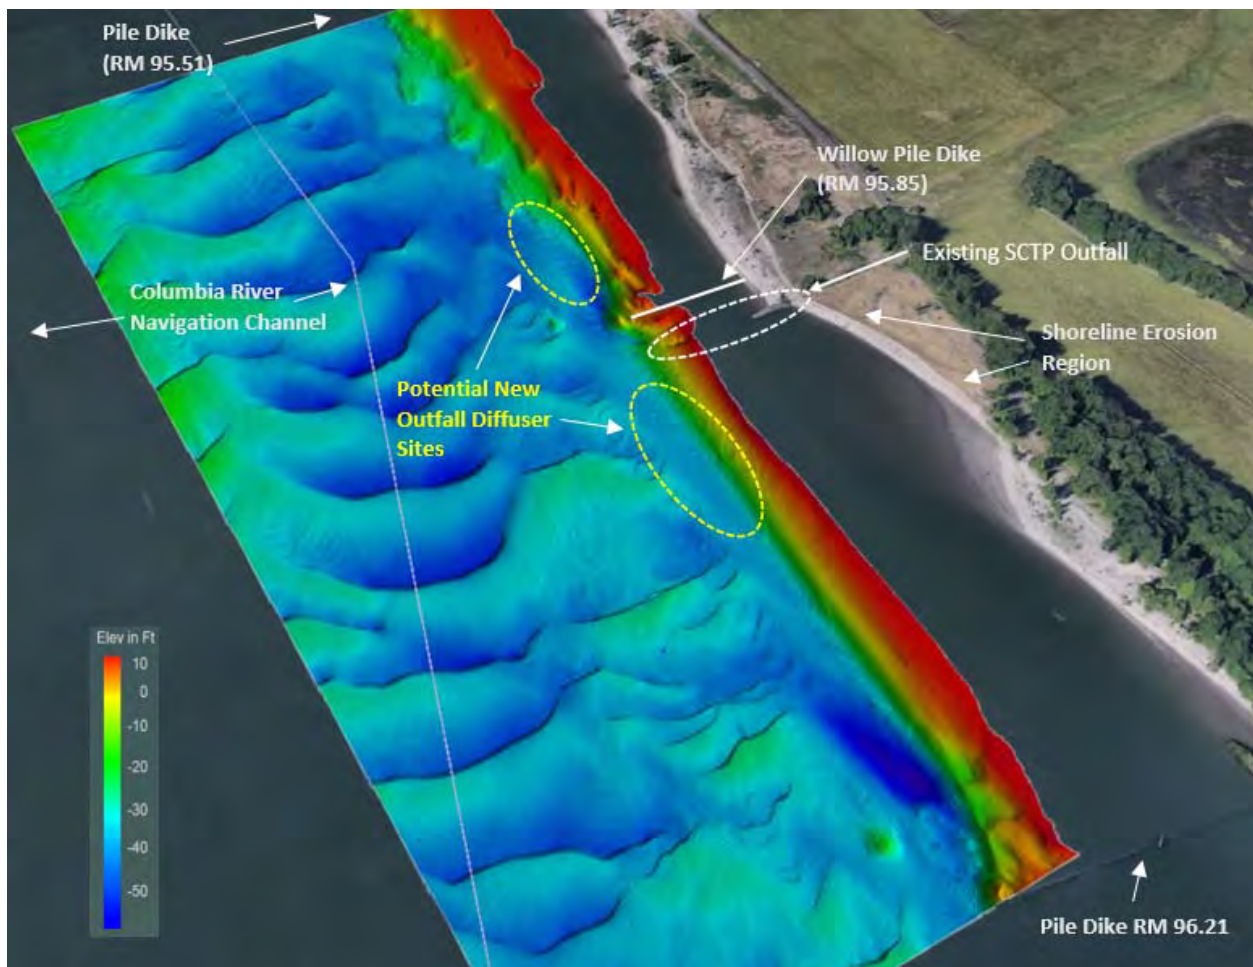 Pile Dike
(RM 95.51)
Willow Pile Dike
(RM 95.85)
Existing SCTP Outfall
Columbia River
Navigation Channel
Shoreline Erosion
Region
Potential New
Outfall Diffuser
Sites
Elev in Ft
10
0
-10
-20
-30
-40
-50
Pile Dike RM 96.21